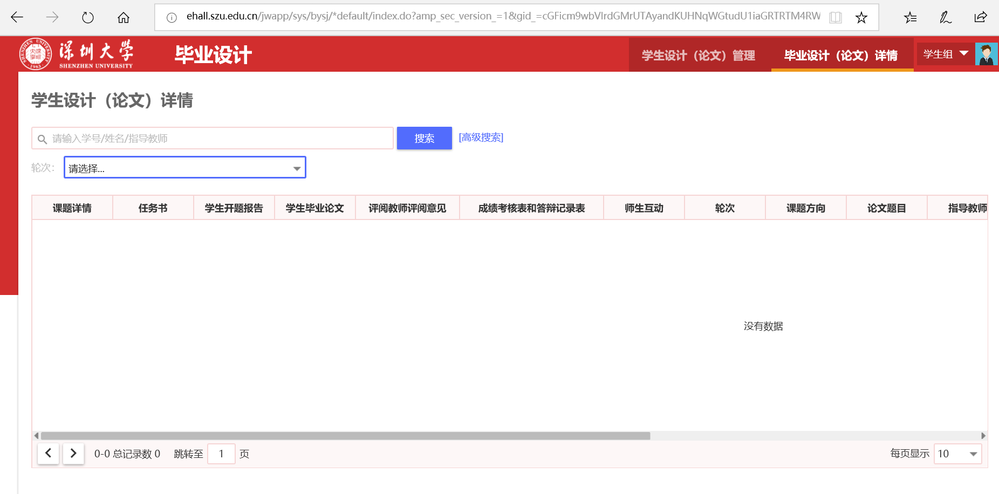 ehall.szu.edu.cn/jwapp/sys/bysj/*default/index.do?amp_sec_version_=1&gid_=cGFicm9wbVlrdGMrUTAyandKUHNqWGtudU1iaGRTRTM4RW
深圳大学
SHENZHEN UNIVERSITY
毕业设计
学生设计（论文）管理
毕业设计（论文）详情
学生组
学生设计（论文）详情
请输入学号/姓名/指导教师
搜索
[高级搜索]
轮次：
请选择...
课题详情 任务书 学生开题报告 学生毕业论文 评阅教师评阅意见 成绩考核表和答辩记录表 师生互动 轮次 课题方向 论文题目 指导教师
没有数据
0-0 总记录数 0 跳转至 1 页
每页显示 10